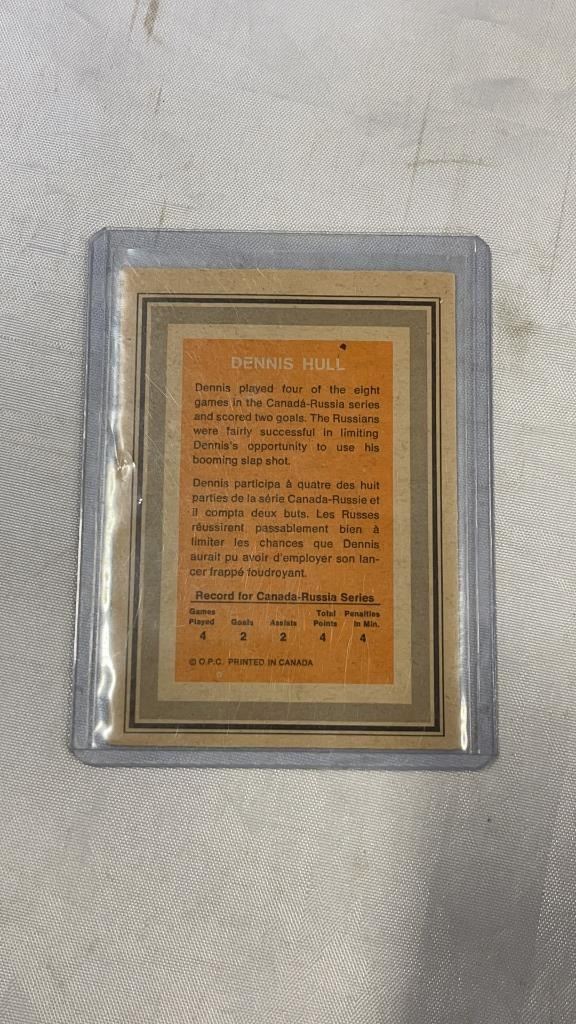 DENNIS HULL
Dennis played four of the eight
games in the Canada-Russia series
and scored two goals. The Russians
were fairly successful in limiting
Dennis's opportunity to use his
booming slap shot.
Dennis participa à quatre des huit
parties de la série Canada-Russie et
il compta deux buts. Les Russes
réussirent passablement bien à
limiter les chances que Dennis
aurait pu avoir d'employer son lan-
cer frappé foudroyant.
Record for Canada-Russia Series
Games Total Penalties
Played Goals Assists Points In Min.
4 2 2 4 4
© O.P.C. PRINTED IN CANADA